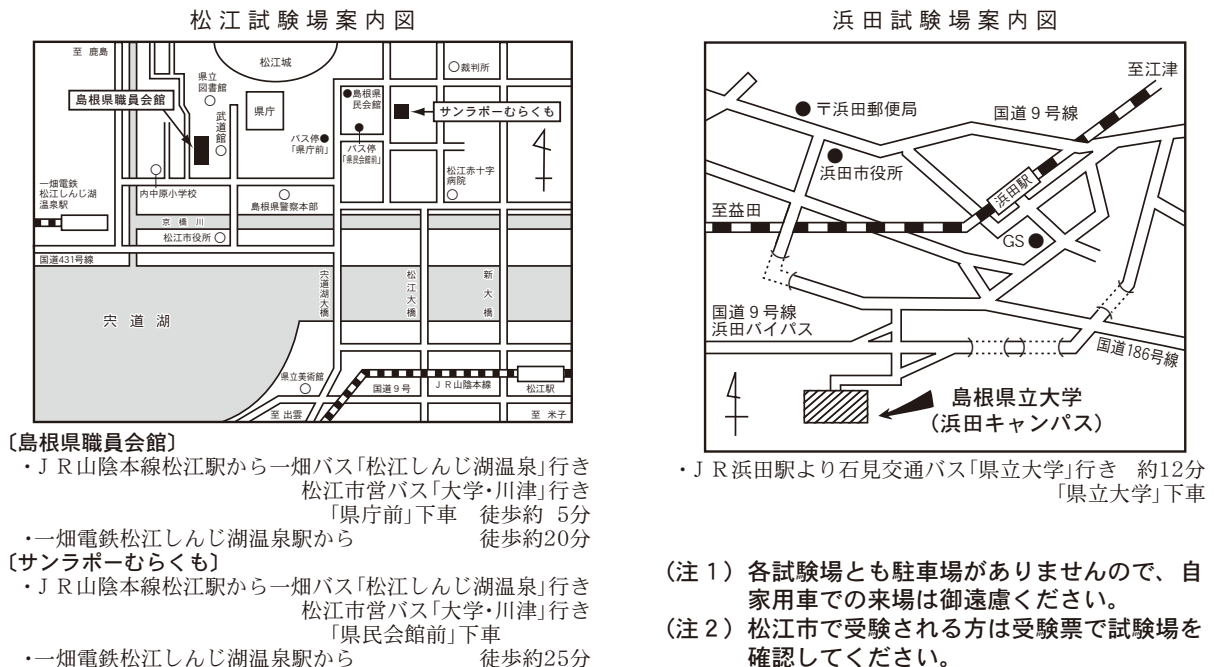 松江試験場案内図
至 鹿島
松江城
裁判所
県立
図書館
島根県
民会館
島根県職員会館
県庁
サンラポーむらくも
武道館
バス停
「県庁前」
バス停
「県民会館前」
松江赤十字
病院
一畑電鉄
松江しんじ湖
温泉駅
内中原小学校
島根県警察本部
京橋川
松江市役所
国道431号線
宍道湖大橋
松江大橋
新大橋
宍道湖
県立美術館
国道9号
JR山陰本線
松江駅
至 出雲
至 米子
〔島根県職員会館〕
・JR山陰本線松江駅から一畑バス「松江しんじ湖温泉」行き
松江市営バス「大学・川津」行き
「県庁前」下車 徒歩約 5分
・一畑電鉄松江しんじ湖温泉駅から 徒歩約20分
〔サンラポーむらくも〕
・JR山陰本線松江駅から一畑バス「松江しんじ湖温泉」行き
松江市営バス「大学・川津」行き
「県民会館前」下車
・一畑電鉄松江しんじ湖温泉駅から 徒歩約25分
浜田試験場案内図
至江津
〒浜田郵便局
国道9号線
浜田市役所
浜田駅
至益田
GS
国道9号線
浜田バイパス
国道186号線
島根県立大学
(浜田キャンパス)
・JR浜田駅より石見交通バス「県立大学」行き 約12分
「県立大学」下車
(注1) 各試験場とも駐車場がありませんので、自
家用車での来場は御遠慮ください。
(注2) 松江市で受験される方は受験票で試験場を
確認してください。